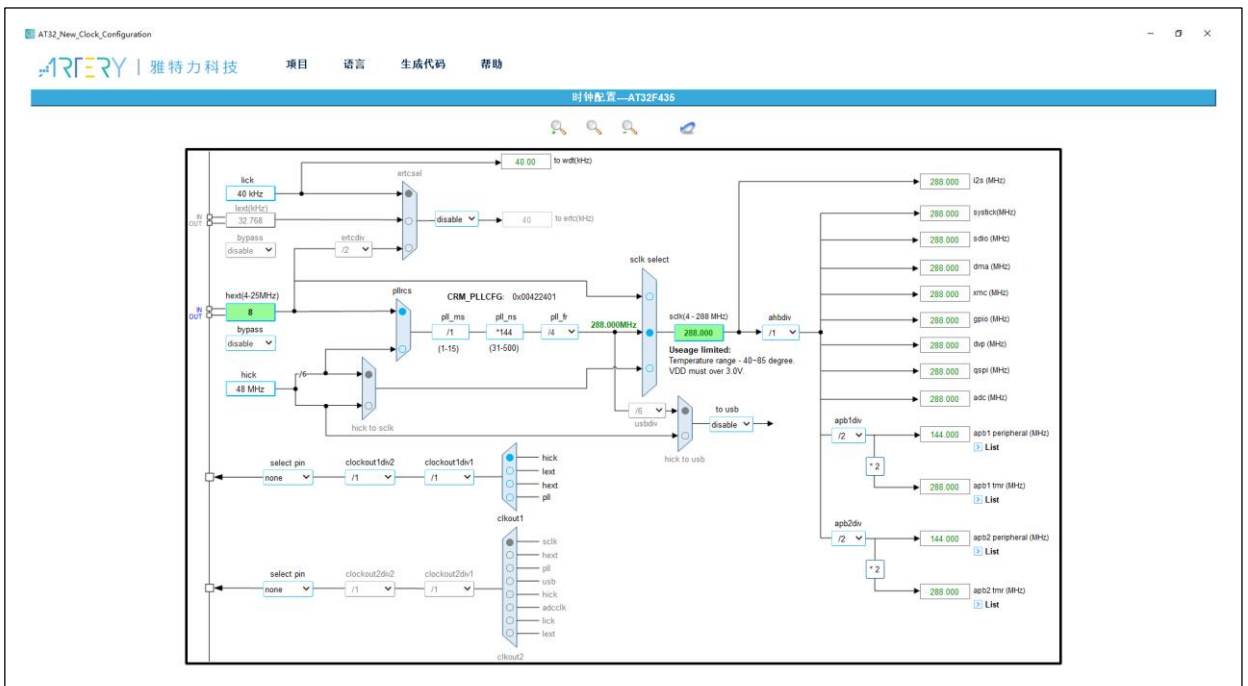 AT32_New_Clock_Configuration
ARTERY | 雅特力科技 项目 语言 生成代码 帮助
时钟配置---AT32F435
40.00 to wdt(kHz)
lick
40 kHz
ertcsel
lext(kHz)
IN
OUT
32.768
disable
40 to ertc(kHz)
bypass
disable
ertcdiv
/2
hext(4-25MHz)
IN
OUT
8
bypass
disable
hick
48 MHz
/6
hick to sclk
pllrcs
CRM_PLLCFG: 0x00422401
pll_ms pll_ns pll_fr
/1 *144 /4 288.000MHz
(1-15) (31-500)
sclk select
sclk(4 - 288 MHz)
288.000
Useage limited:
Temperature range - 40~85 degree.
VDD must over 3.0V.
ahbdiv
/1
/6
usbdiv
to usb
disable
hick to usb
288.000 i2s (MHz)
288.000 systick(MHz)
288.000 sdio (MHz)
288.000 dma (MHz)
288.000 xmc (MHz)
288.000 gpio (MHz)
288.000 dvp (MHz)
288.000 qspi (MHz)
288.000 adc (MHz)
apb1div
/2
144.000 apb1 peripheral (MHz)
List
* 2
288.000 apb1 tmr (MHz)
List
apb2div
/2
144.000 apb2 peripheral (MHz)
List
* 2
288.000 apb2 tmr (MHz)
List
select pin clockout1div2 clockout1div1
none /1 /1
hick
lext
hext
pll
clkout1
select pin clockout2div2 clockout2div1
none /1 /1
sclk
hext
pll
usb
hick
adcclk
lick
lext
clkout2